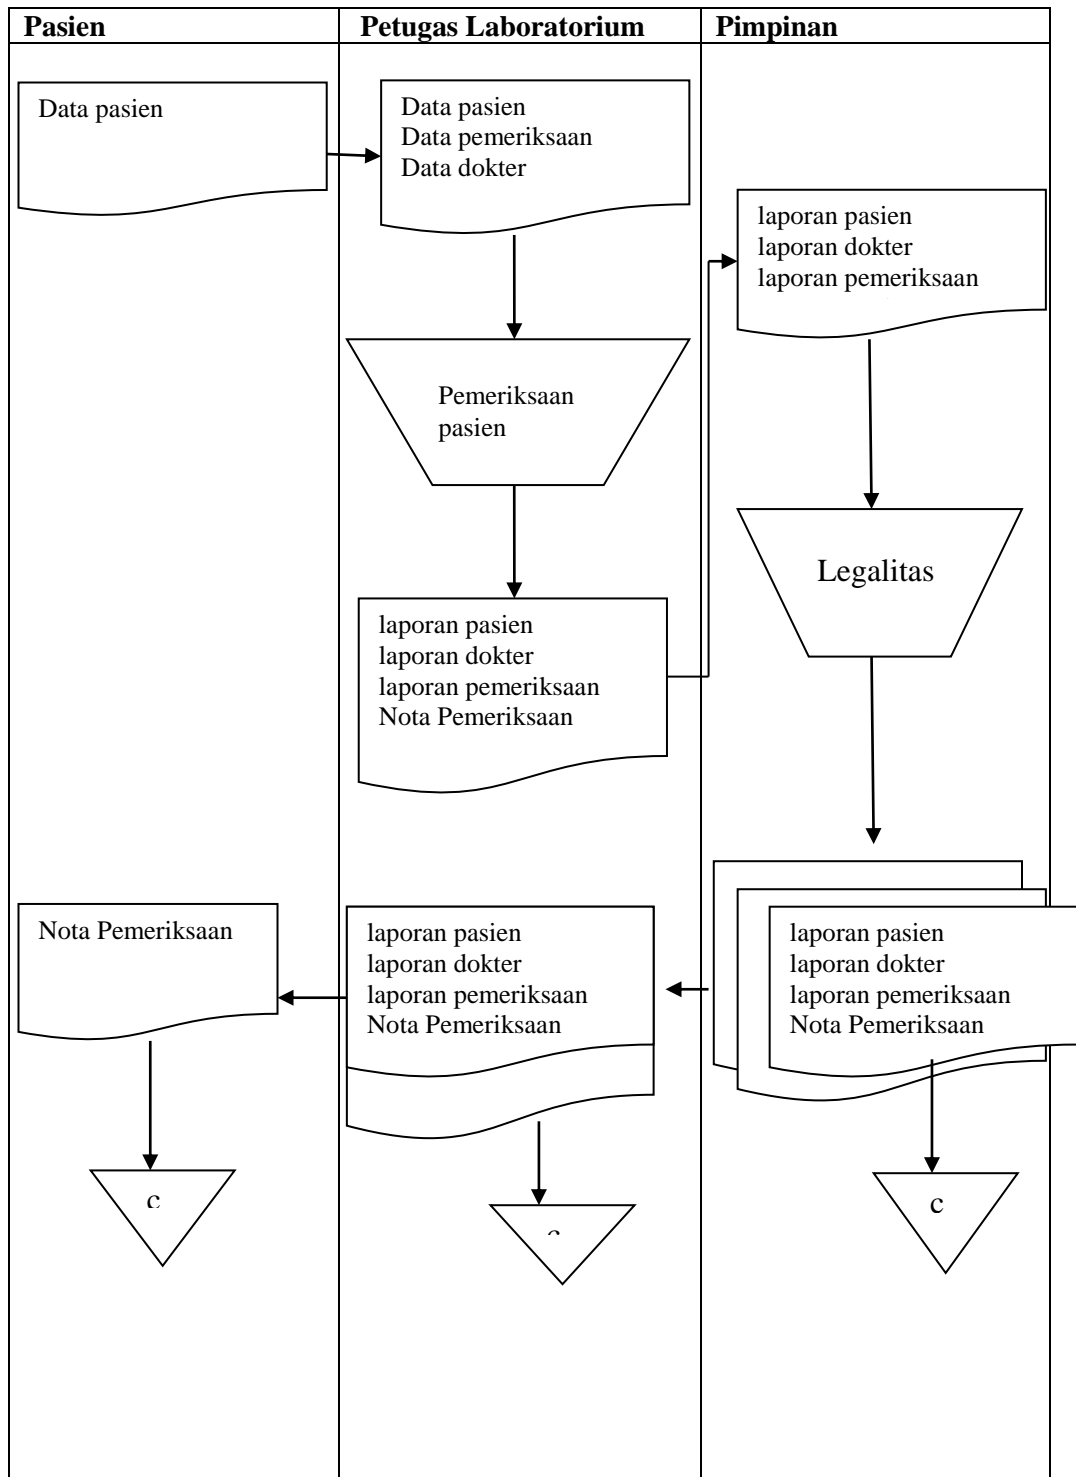 Pasien
Petugas Laboratorium
Pimpinan
Data pasien
Data pasien
Data pemeriksaan
Data dokter
laporan pasien
laporan dokter
laporan pemeriksaan
Pemeriksaan
pasien
Legalitas
laporan pasien
laporan dokter
laporan pemeriksaan
Nota Pemeriksaan
Nota Pemeriksaan
laporan pasien
laporan dokter
laporan pemeriksaan
Nota Pemeriksaan
laporan pasien
laporan dokter
laporan pemeriksaan
Nota Pemeriksaan
c
c